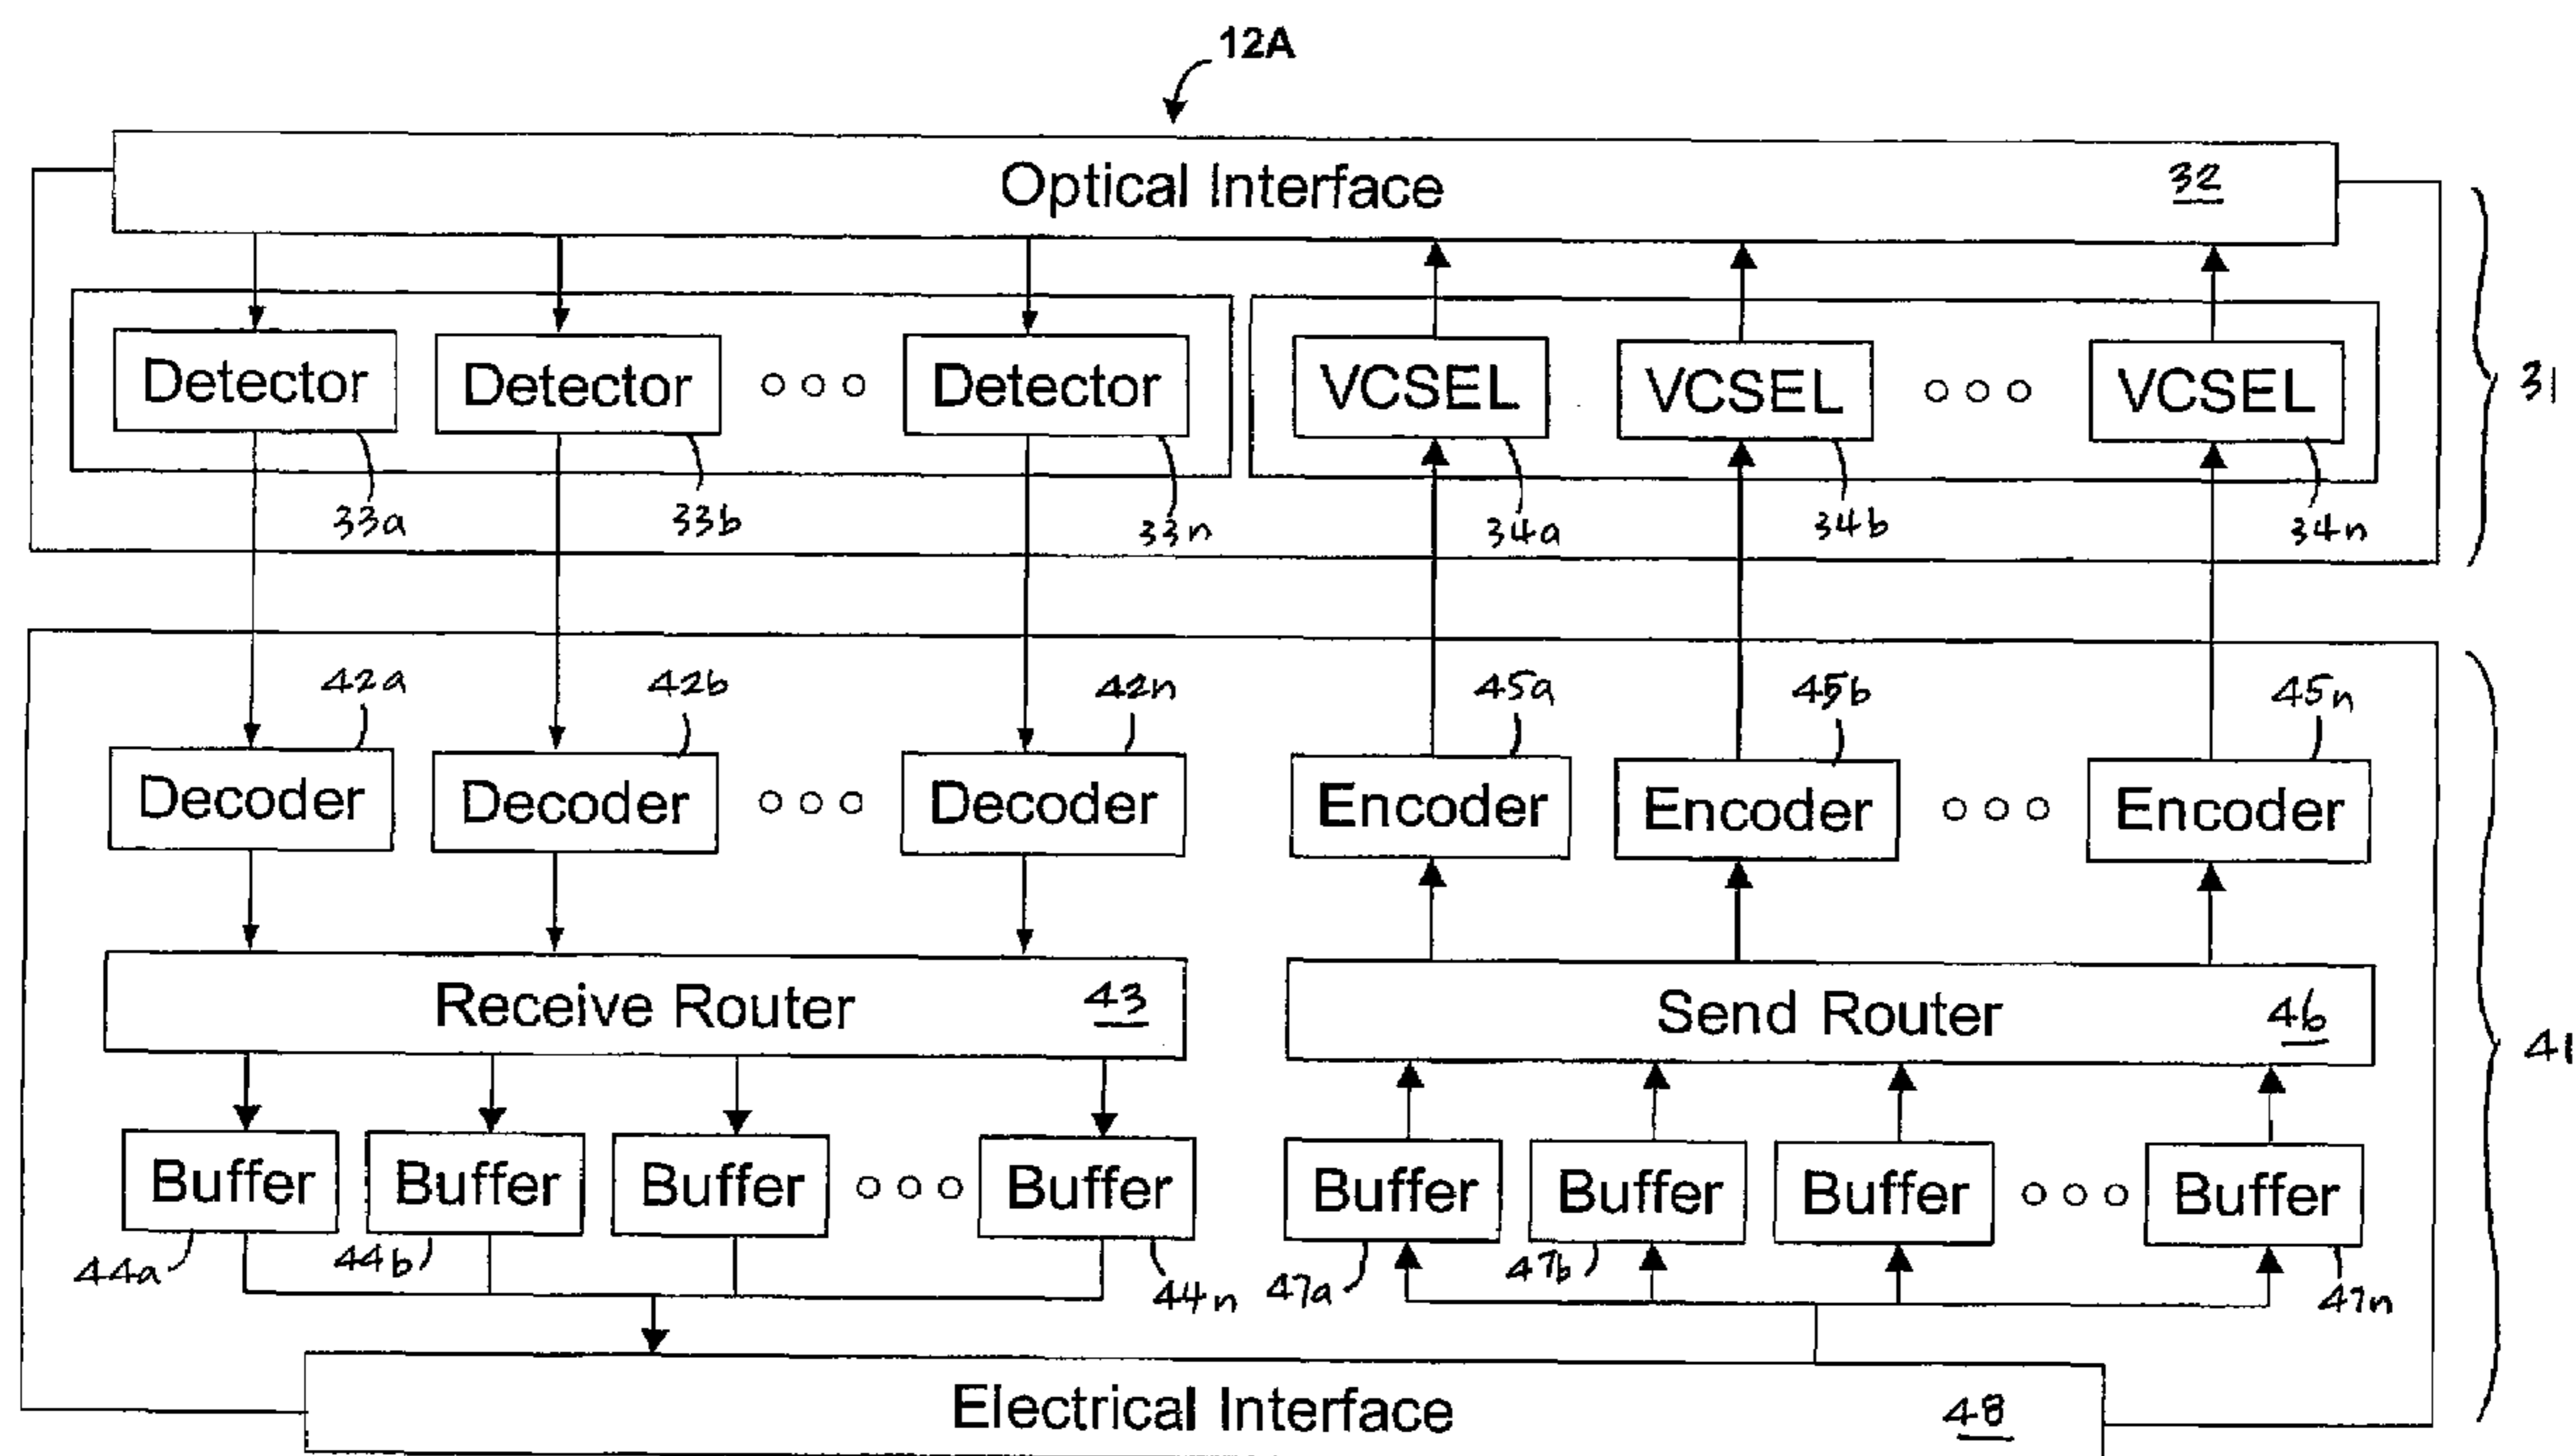 12A
Optical Interface 32
Detector Detector Detector VCSEL VCSEL VCSEL
31
33a 33b 33n 34a 34b 34n
42a 42b 42n 45a 45b 45n
Decoder Decoder Decoder Encoder Encoder Encoder
Receive Router 43 Send Router 46
41
Buffer Buffer Buffer Buffer Buffer Buffer Buffer Buffer
44a 44b 44n 47a 47b 47n
Electrical Interface 48